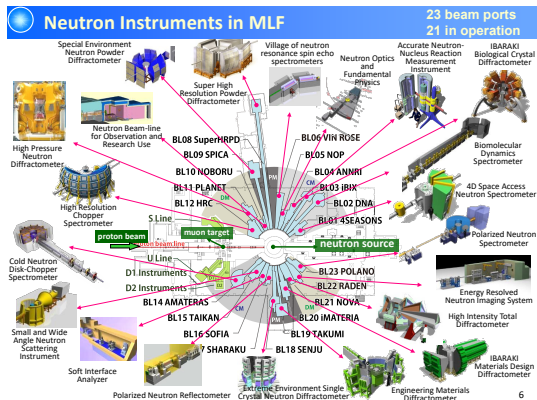 Neutron Instruments in MLF
23 beam ports
21 in operation
Special Environment
Neutron Powder
Diffractometer
Super High
Resolution Powder
Diffractometer
Village of neutron
resonance spin echo
spectrometers
Neutron Optics
and
Fundamental
Physics
Accurate Neutron-
Nucleus Reaction
Measurement
Instrument
IBARAKI
Biological Crystal
Diffractometer
Neutron Beam-line
for Observation and
Research Use
High Pressure
Neutron
Diffractometer
Biomolecular
Dynamics
Spectrometer
High Resolution
Chopper
Spectrometer
4D Space Access
Neutron Spectrometer
Polarized Neutron
Spectrometer
BL08 SuperHRPD
BL09 SPICA
BL10 NOBORU
BL11 PLANET
BL12 HRC
BL06 VIN ROSE
BL05 NOP
BL04 ANNRI
BL03 iBIX
BL02 DNA
BL01 4SEASONS
PM
CM
DM
S Line
muon target
proton beam
neutron source
U Line
D1 Instruments
D2 Instruments
D2
BL23 POLANO
BL22 RADEN
BL21 NOVA
BL20 iMATERIA
BL19 TAKUMI
BL18 SENJU
BL14 AMATERAS
BL15 TAIKAN
BL16 SOFIA
7 SHARAKU
CM
DM
PM
Cold Neutron
Disk-Chopper
Spectrometer
Small and Wide
Angle Neutron
Scattering
Instrument
Soft Interface
Analyzer
Polarized Neutron Reflectometer
Extreme Environment Single
Crystal Neutron Diffractometer
Engineering Materials
Diffractometer
IBARAKI
Materials Design
Diffractometer
High Intensity Total
Diffractometer
Energy Resolved
Neutron Imaging System
6